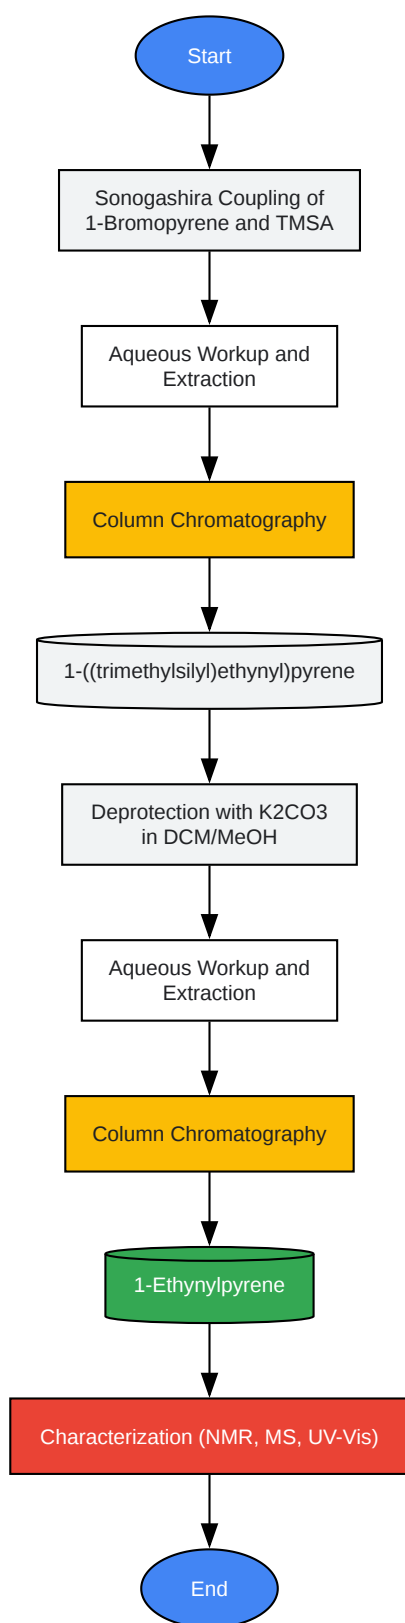 Start
Sonogashira Coupling of
1-Bromopyrene and TMSA
Aqueous Workup and
Extraction
Column Chromatography
1-((trimethylsilyl)ethynyl)pyrene
Deprotection with K2CO3
in DCM/MeOH
Aqueous Workup and
Extraction
Column Chromatography
1-Ethynylpyrene
Characterization (NMR, MS, UV-Vis)
End